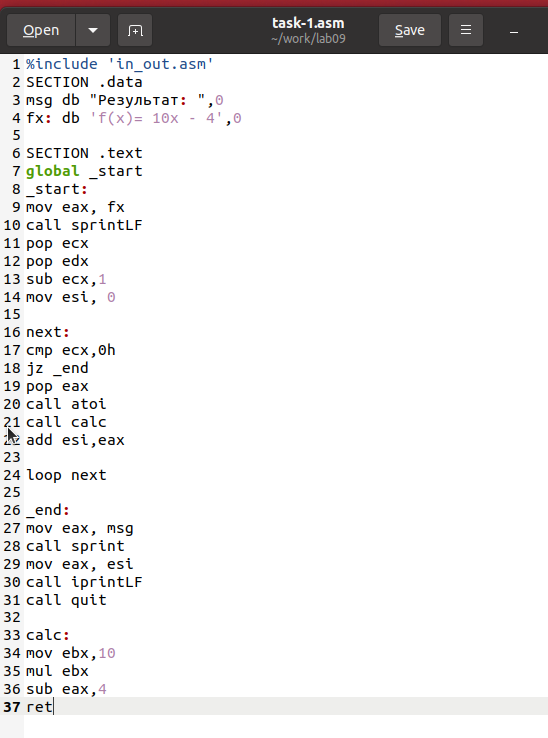 Open
task-1.asm
~/work/lab09
Save
1 %include 'in_out.asm'
2 SECTION .data
3 msg db "Результат: ",0
4 fx: db 'f(x)= 10x - 4',0
5
6 SECTION .text
7 global _start
8 _start:
9 mov eax, fx
10 call sprintLF
11 pop ecx
12 pop edx
13 sub ecx,1
14 mov esi, 0
15
16 next:
17 cmp ecx,0h
18 jz _end
19 pop eax
20 call atoi
21 call calc
22 add esi,eax
23
24 loop next
25
26 _end:
27 mov eax, msg
28 call sprint
29 mov eax, esi
30 call iprintLF
31 call quit
32
33 calc:
34 mov ebx,10
35 mul ebx
36 sub eax,4
37 ret